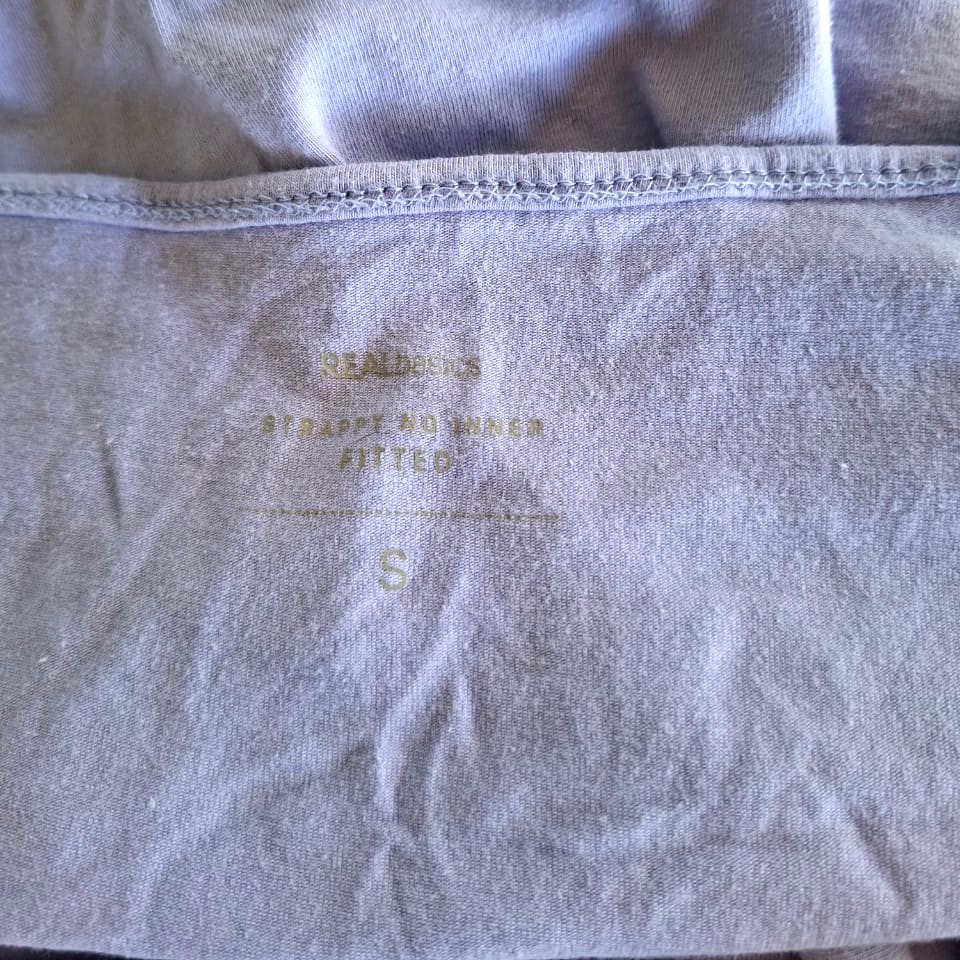 REALbasics
STRAPPY NO INNER
FITTED
S